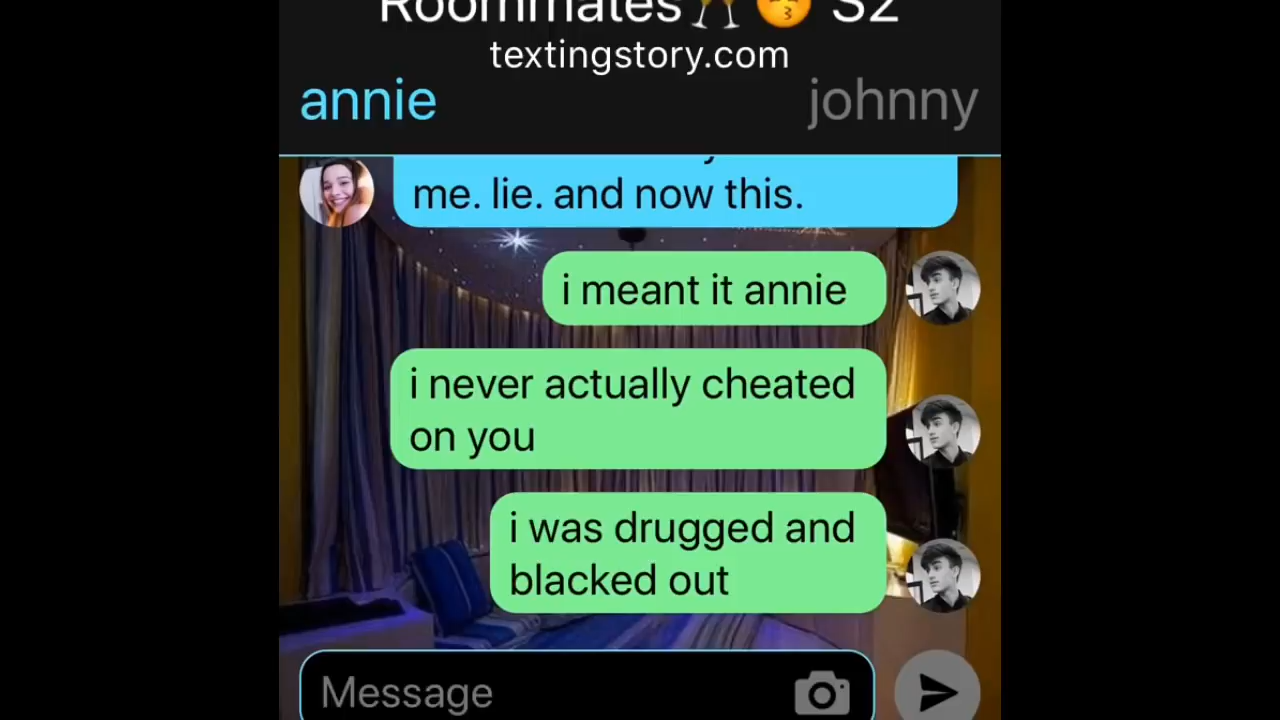 Roommates🥂😚 S2
textingstory.com
annie johnny
me. lie. and now this.
i meant it annie
i never actually cheated
on you
i was drugged and
blacked out
Message